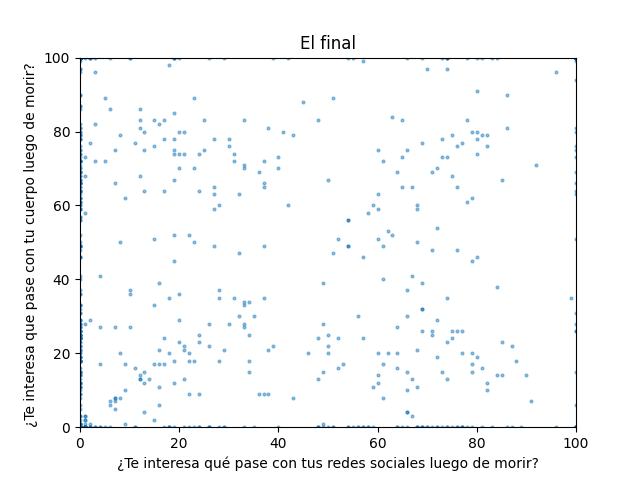 El final
100
80
60
40
20
0
¿Te interesa que pase con tu cuerpo luego de morir?
0 20 40 60 80 100
¿Te interesa qué pase con tus redes sociales luego de morir?